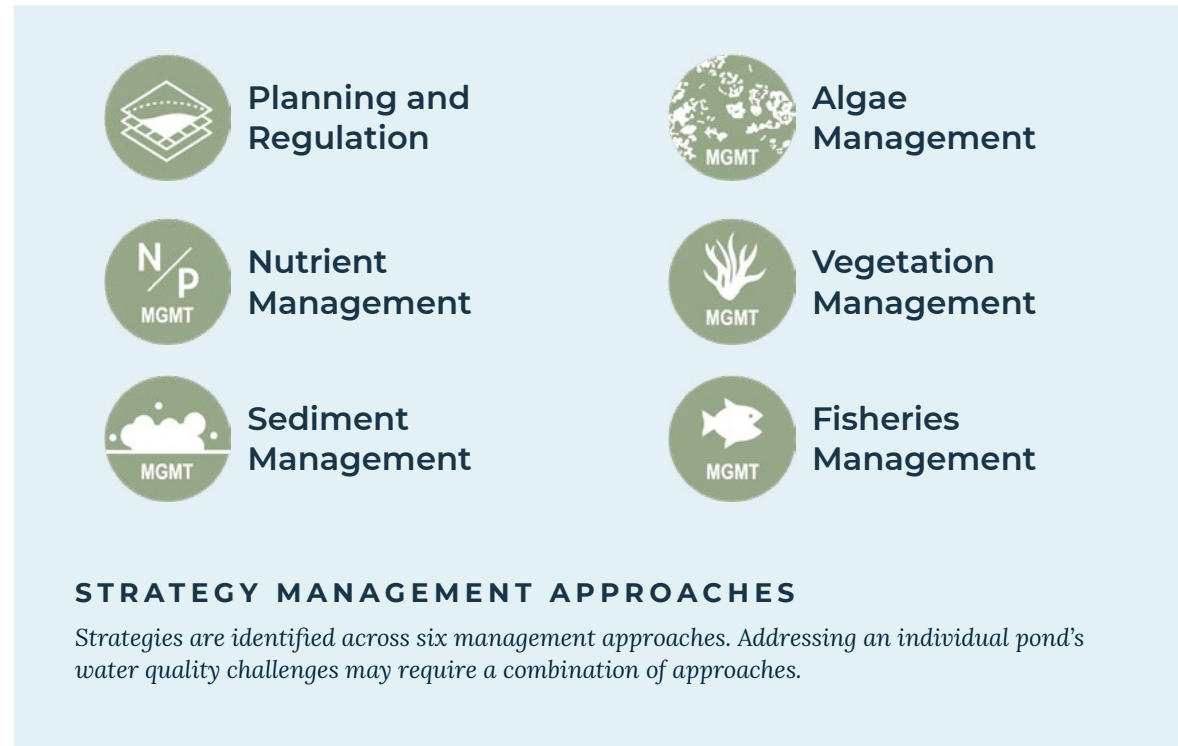 Planning and
Regulation
Algae
Management
MGMT
Nutrient
Management
N/P
MGMT
Vegetation
Management
MGMT
Sediment
Management
MGMT
Fisheries
Management
MGMT
STRATEGY MANAGEMENT APPROACHES
Strategies are identified across six management approaches. Addressing an individual pond’s
water quality challenges may require a combination of approaches.